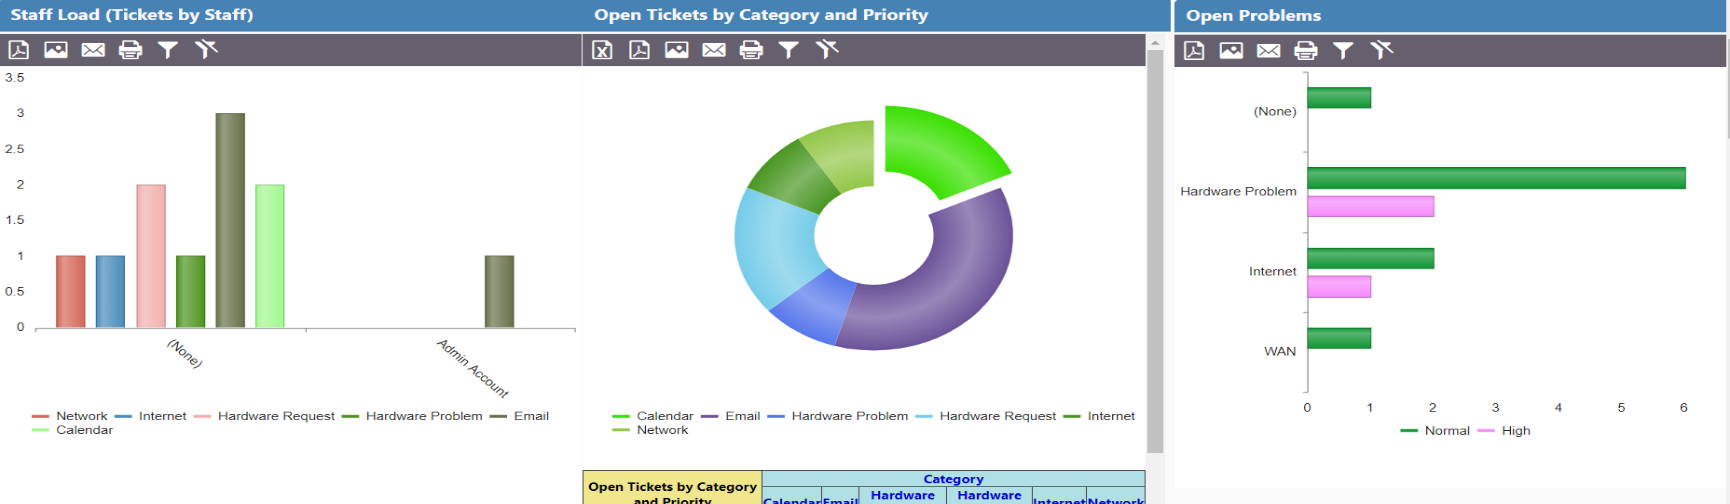 Staff Load (Tickets by Staff)
3.5
3
2.5
2
1.5
1
0.5
0
(None)
Admin Account
Network Internet Hardware Request Hardware Problem Email
Calendar
Open Tickets by Category and Priority
Calendar Email Hardware Problem Hardware Request Internet
Network
Open Tickets by Category
and Priority
Category
Calendar Email Hardware Hardware Internet Network
Open Problems
(None)
Hardware Problem
Internet
WAN
0 1 2 3 4 5 6
Normal High